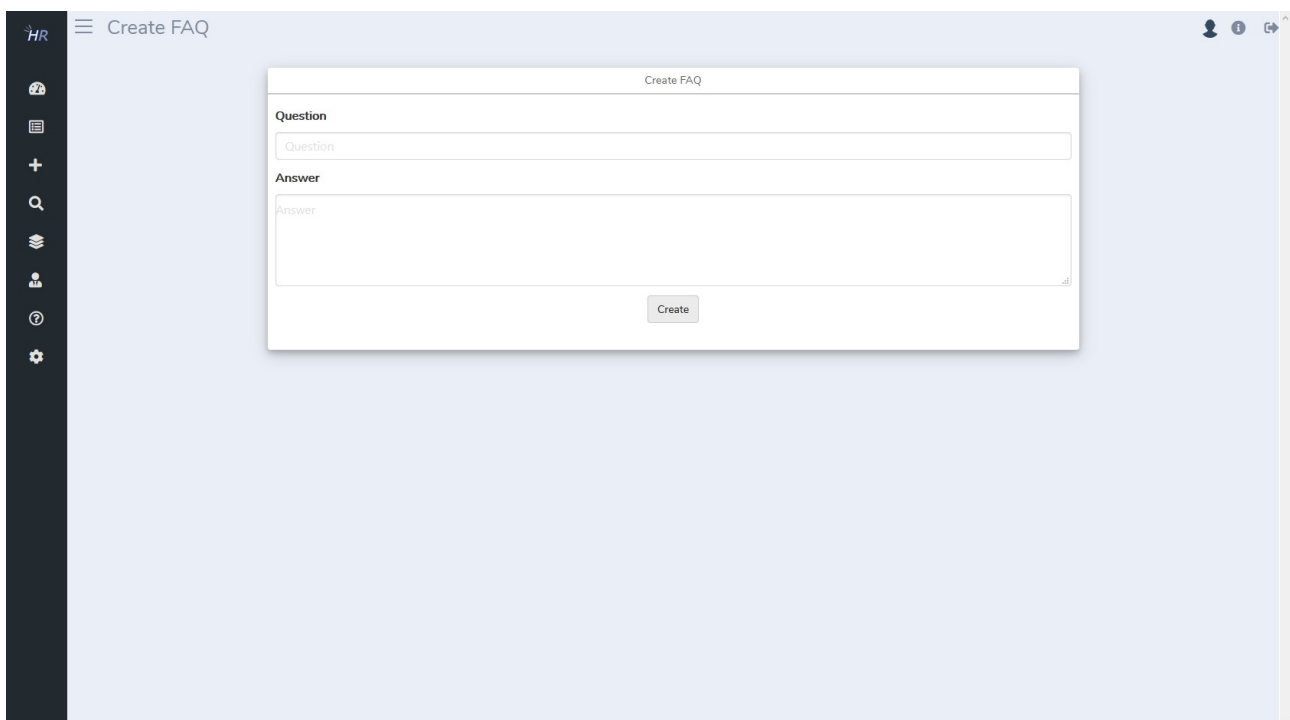 HR
Create FAQ
Create FAQ
Question
Question
Answer
Answer
Create